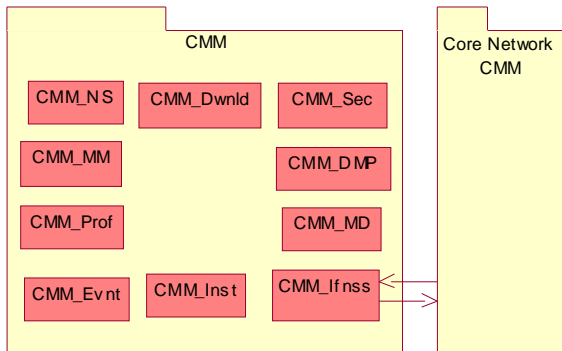 CMM
Core Network
CMM
CMM_NS
CMM_Dwnld
CMM_Sec
CMM_MM
CMM_DMP
CMM_Prof
CMM_MD
CMM_Evnt
CMM_Inst
CMM_Ifnss